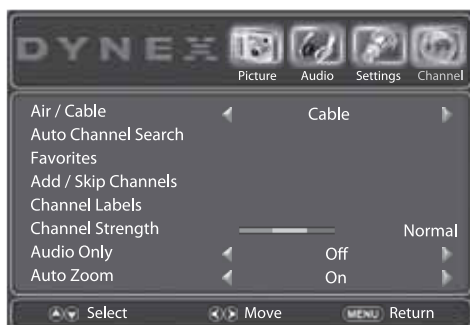 DYNEX
Picture Audio Settings Channel
Air / Cable Cable
Auto Channel Search
Favorites
Add / Skip Channels
Channel Labels
Channel Strength Normal
Audio Only Off
Auto Zoom On
Select Move MENU Return